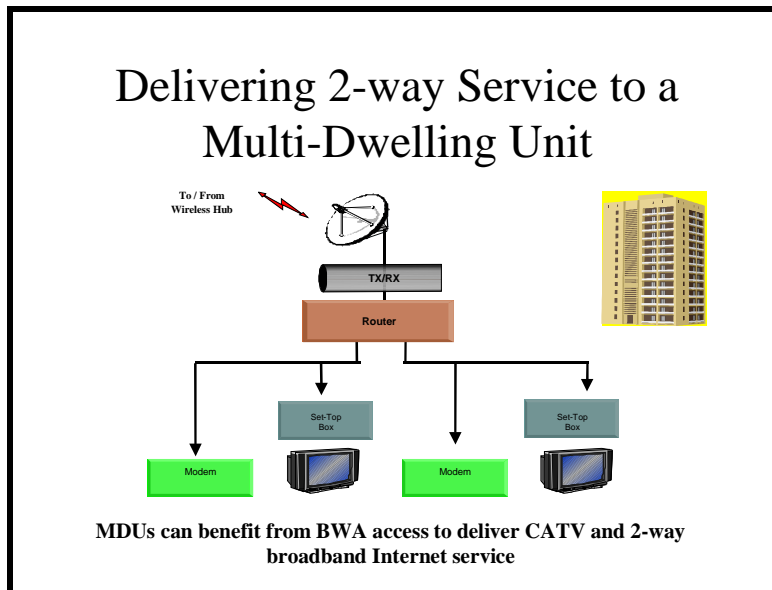 Delivering 2-way Service to a
Multi-Dwelling Unit
To / From
Wireless Hub
TX/RX
Router
Set-Top
Box
Set-Top
Box
Modem
Modem
MDUs can benefit from BWA access to deliver CATV and 2-way
broadband Internet service